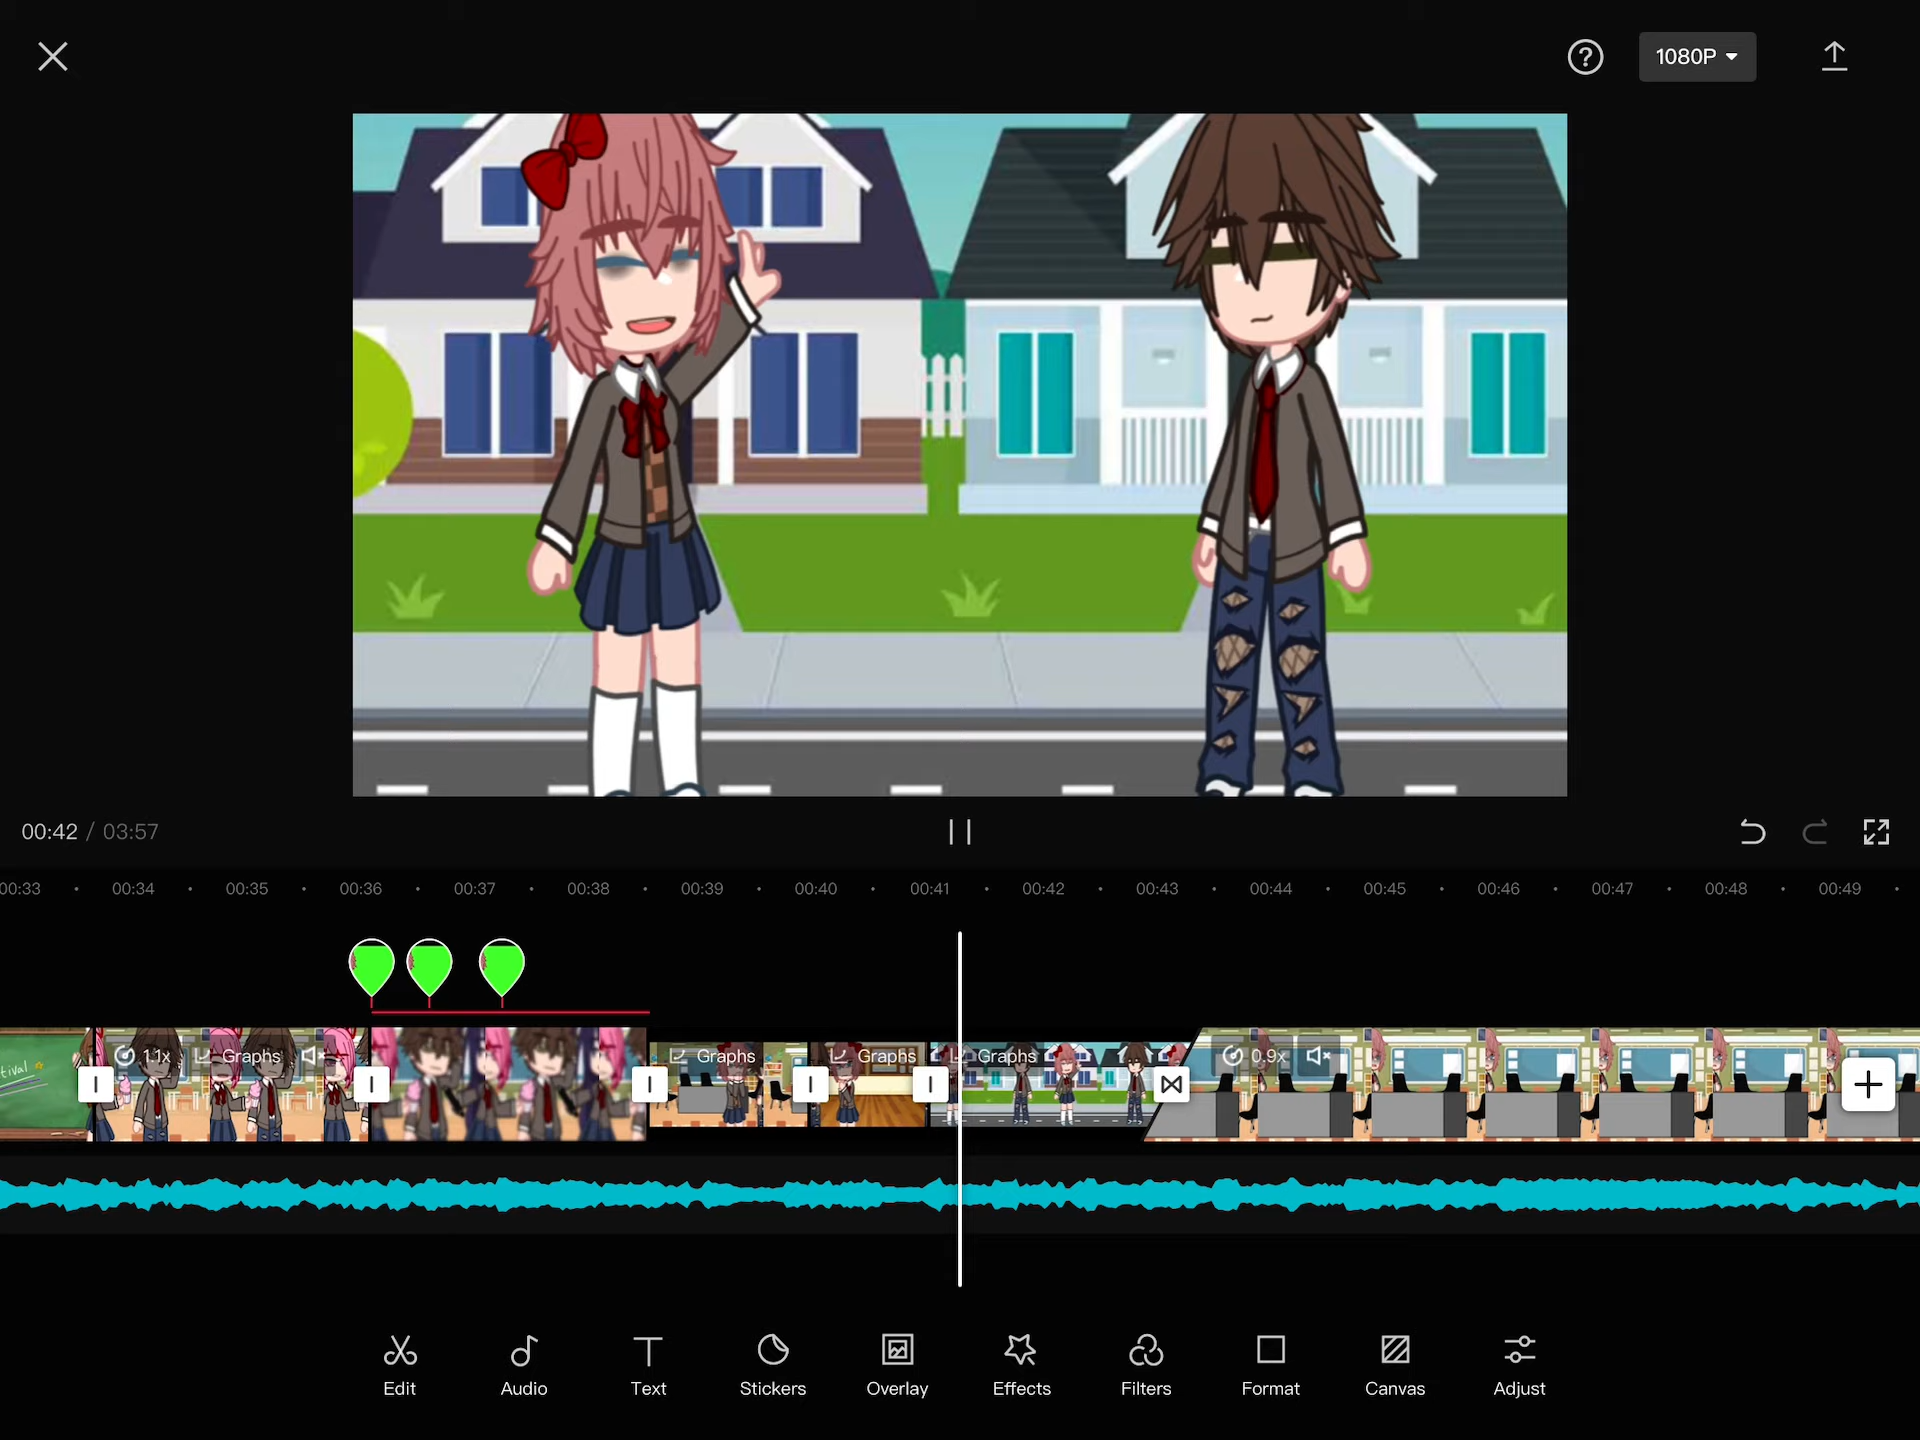 1080P
00:42 / 03:57
00:33 00:34 00:35 00:36 00:37 00:38 00:39 00:40 00:41 00:42 00:43 00:44 00:45 00:46 00:47 00:48 00:49
tival 1.1x Graphs Graphs Graphs Graphs 0.9x
Edit Audio Text Stickers Overlay Effects Filters Format Canvas Adjust